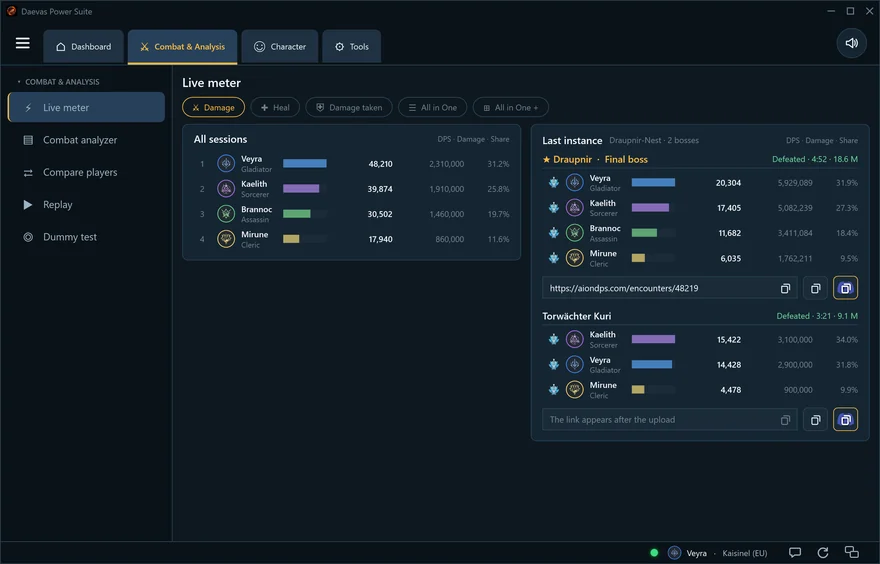 Daevas Power Suite
Dashboard
Combat & Analysis
Character
Tools
COMBAT & ANALYSIS
Live meter
Combat analyzer
Compare players
Replay
Dummy test
Live meter
Damage
Heal
Damage taken
All in One
All in One +
All sessions
DPS · Damage · Share
1 Veyra 48,210 2,310,000 31.2%
Gladiator
2 Kaelith 39,874 1,910,000 25.8%
Sorcerer
3 Brannoc 30,502 1,460,000 19.7%
Assassin
4 Mirune 17,940 860,000 11.6%
Cleric
Last instance Draupnir-Nest · 2 bosses DPS · Damage · Share
★ Draupnir · Final boss Defeated · 4:52 · 18.6 M
Veyra 20,304 5,929,089 31.9%
Gladiator
Kaelith 17,405 5,082,239 27.3%
Sorcerer
Brannoc 11,682 3,411,084 18.4%
Assassin
Mirune 6,035 1,762,211 9.5%
Cleric
https://aiondps.com/encounters/48219
Torwächter Kuri Defeated · 3:21 · 9.1 M
Kaelith 15,422 3,100,000 34.0%
Sorcerer
Veyra 14,428 2,900,000 31.8%
Gladiator
Mirune 4,478 900,000 9.9%
Cleric
The link appears after the upload
Veyra · Kaisinel (EU)